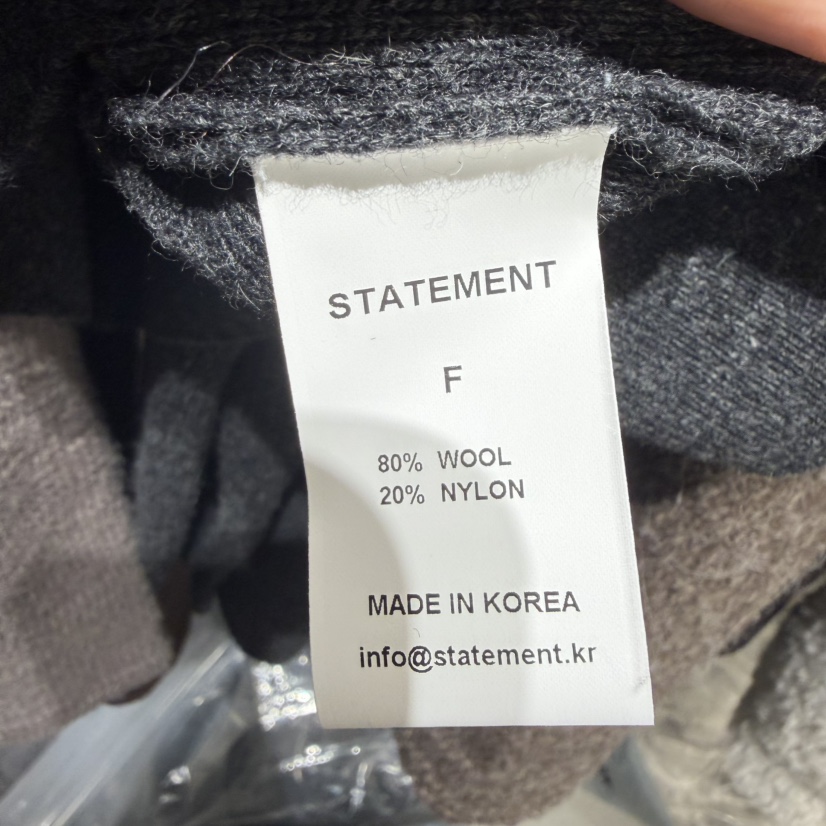 STATEMENT
F
80% WOOL
20% NYLON
MADE IN KOREA
info@statement.kr